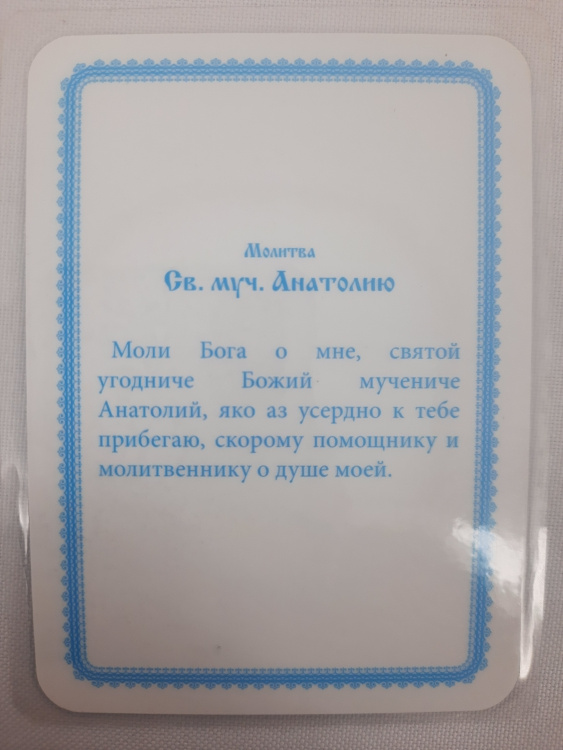 Молитва
Св. муч. Анатолию
Моли Бога о мне, святой
угодниче Божий мучениче
Анатолий, яко аз усердно к тебе
прибегаю, скорому помощнику и
молитвеннику о душе моей.